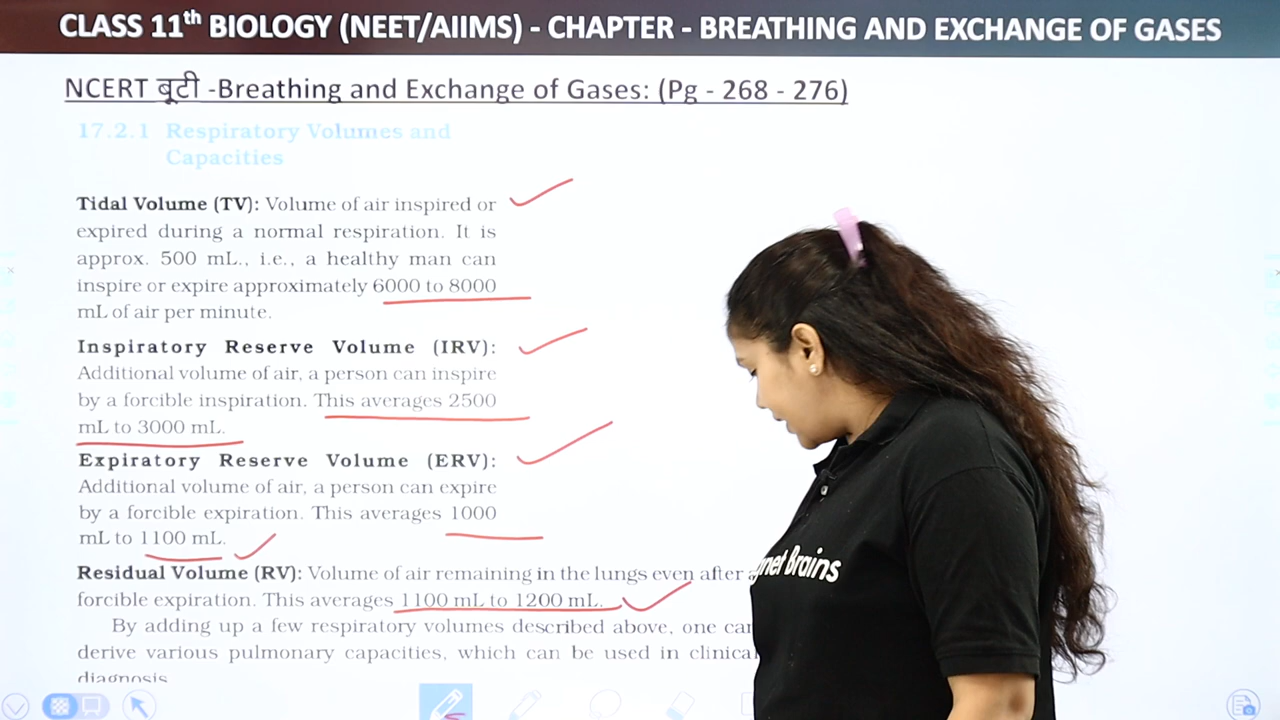 CLASS 11th BIOLOGY (NEET/AIIMS) - CHAPTER - BREATHING AND EXCHANGE OF GASES
NCERT बूटी -Breathing and Exchange of Gases: (Pg - 268 - 276)
17.2.1 Respiratory Volumes and
Capacities
Tidal Volume (TV): Volume of air inspired or
expired during a normal respiration. It is
approx. 500 mL., i.e., a healthy man can
inspire or expire approximately 6000 to 8000
mL of air per minute.
Inspiratory Reserve Volume (IRV):
Additional volume of air, a person can inspire
by a forcible inspiration. This averages 2500
mL to 3000 mL.
Expiratory Reserve Volume (ERV):
Additional volume of air, a person can expire
by a forcible expiration. This averages 1000
mL to 1100 mL.
Residual Volume (RV): Volume of air remaining in the lungs even after
forcible expiration. This averages 1100 mL to 1200 mL.
By adding up a few respiratory volumes described above, one can
derive various pulmonary capacities, which can be used in clinical
diagnosis
Brains